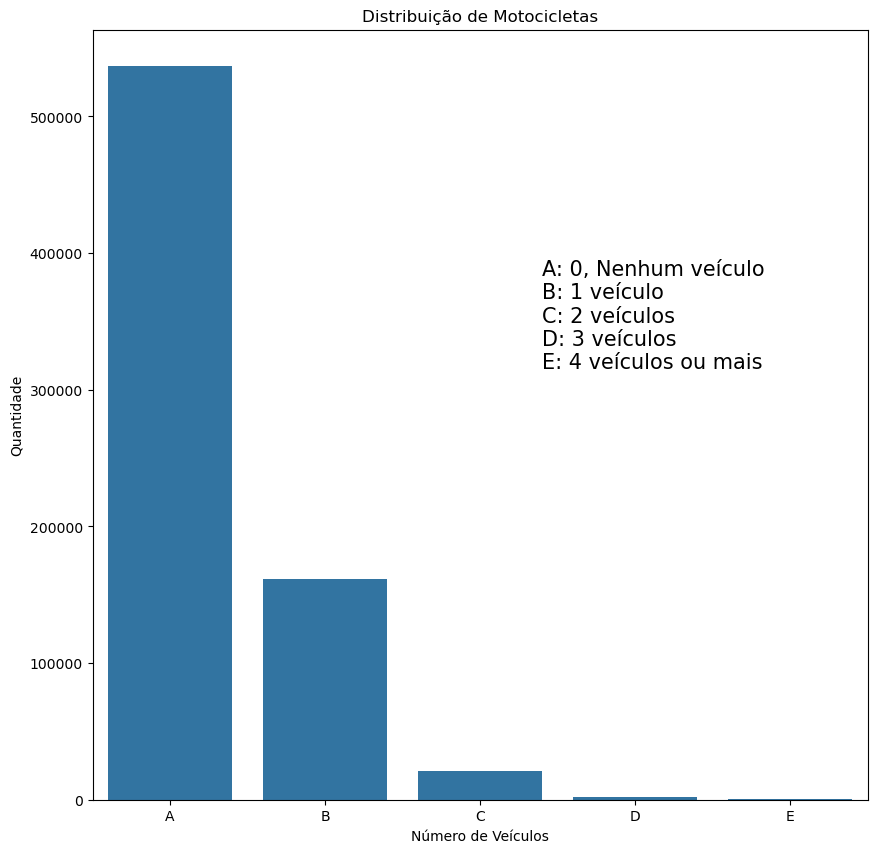 Distribuição de Motocicletas
500000
400000
300000
200000
100000
0
Quantidade
A: 0, Nenhum veículo
B: 1 veículo
C: 2 veículos
D: 3 veículos
E: 4 veículos ou mais
A B C D E
Número de Veículos